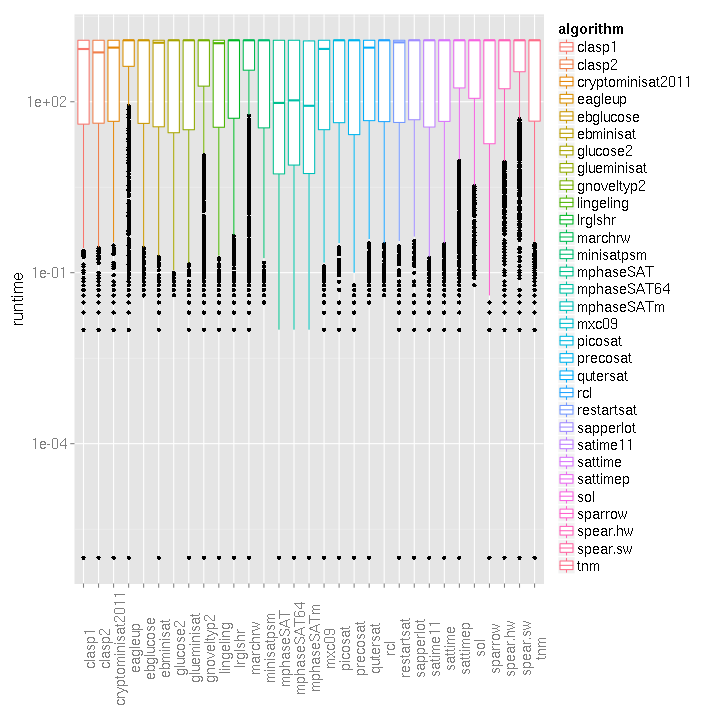 algorithm
clasp1
clasp2
cryptominisat2011
eagleup
ebglucose
ebminisat
glucose2
glueminisat
gnoveltyp2
lingeling
lrglshr
marchrw
minisatpsm
mphaseSAT
mphaseSAT64
mphaseSATm
mxc09
picosat
precosat
qutersat
rcl
restartsat
sapperlot
satime11
sattime
sattimep
sol
sparrow
spear.hw
spear.sw
tnm
1e+02
1e-01
1e-04
runtime
clasp1
clasp2
cryptominisat2011
eagleup
ebglucose
ebminisat
glucose2
glueminisat
gnoveltyp2
lingeling
lrglshr
marchrw
minisatpsm
mphaseSAT
mphaseSAT64
mphaseSATm
mxc09
picosat
precosat
qutersat
rcl
restartsat
sapperlot
satime11
sattime
sattimep
sol
sparrow
spear.hw
spear.sw
tnm